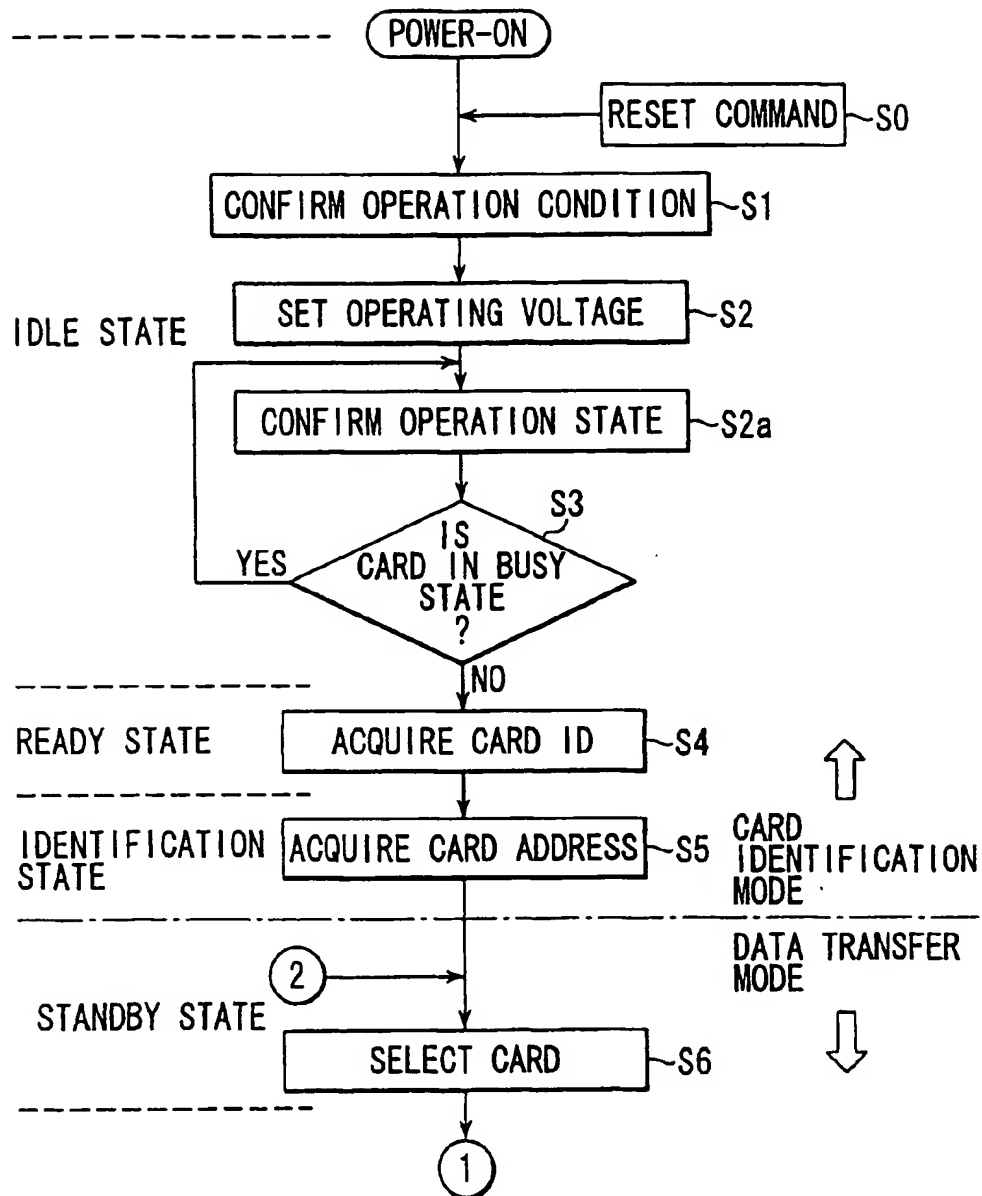 POWER-ON
RESET COMMAND
S0
CONFIRM OPERATION CONDITION
S1
IDLE STATE
SET OPERATING VOLTAGE
S2
CONFIRM OPERATION STATE
S2a
S3
IS
CARD IN BUSY
STATE
?
YES
NO
READY STATE
ACQUIRE CARD ID
S4
IDENTIFICATION
STATE
ACQUIRE CARD ADDRESS
S5
CARD
IDENTIFICATION
MODE
DATA TRANSFER
MODE
2
STANDBY STATE
SELECT CARD
S6
1